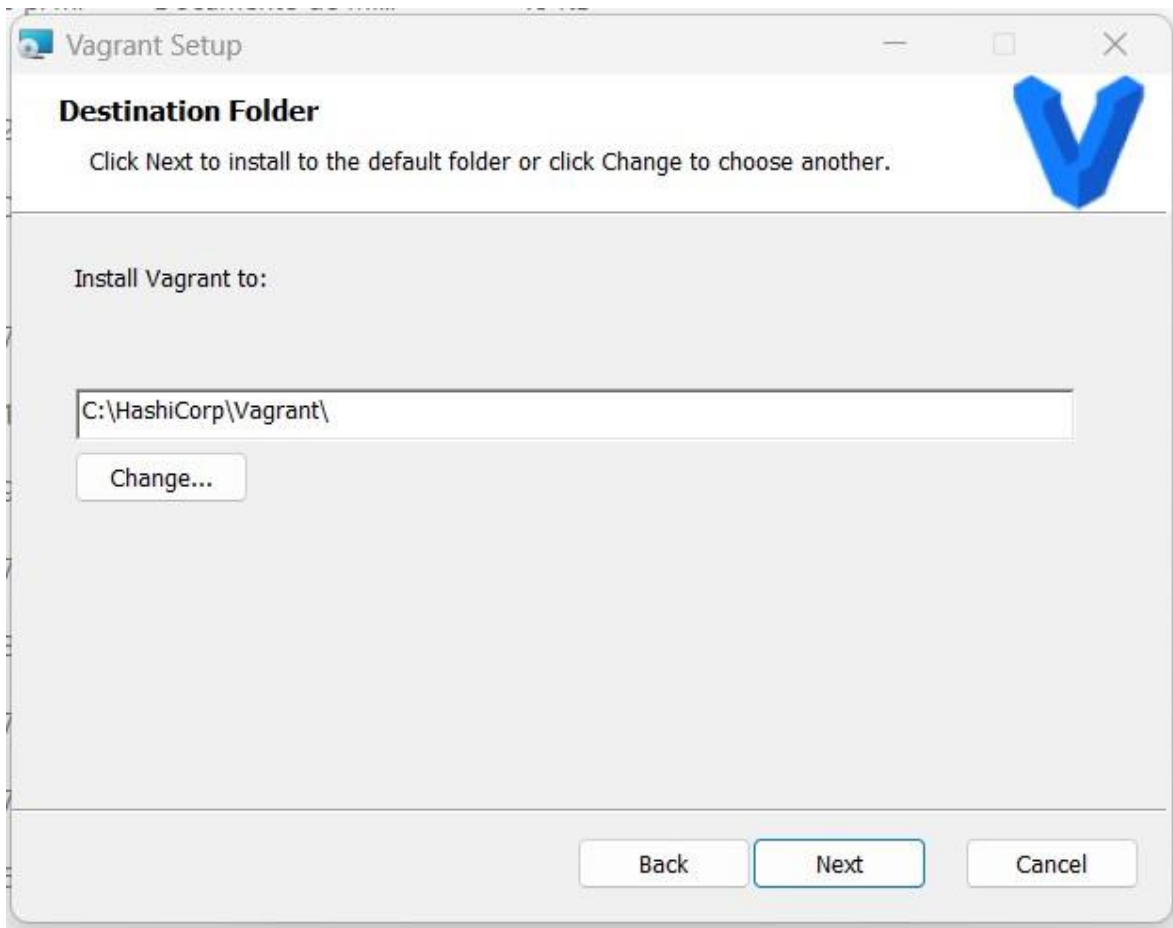 Vagrant Setup
Destination Folder
Click Next to install to the default folder or click Change to choose another.
Install Vagrant to:
C:\HashiCorp\Vagrant\
Change...
Back
Next
Cancel